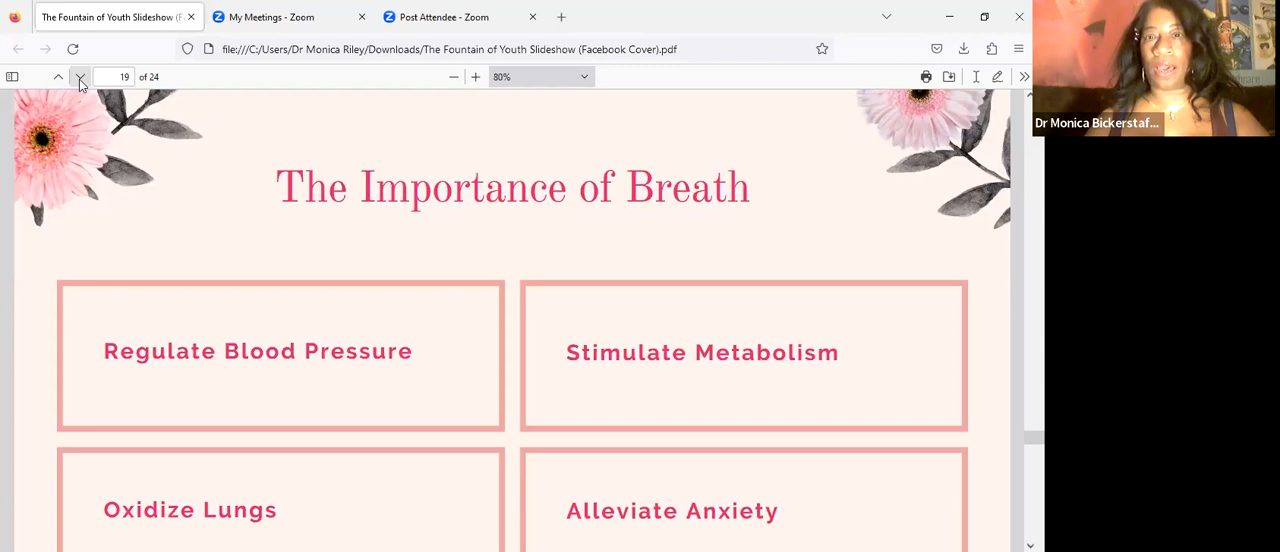 The Fountain of Youth Slideshow (F
My Meetings - Zoom
Post Attendee - Zoom
file:///C:/Users/Dr Monica Riley/Downloads/The Fountain of Youth Slideshow (Facebook Cover).pdf
19 of 24
80%
Dr Monica Bickerstaf...
The Importance of Breath
Regulate Blood Pressure
Stimulate Metabolism
Oxidize Lungs
Alleviate Anxiety